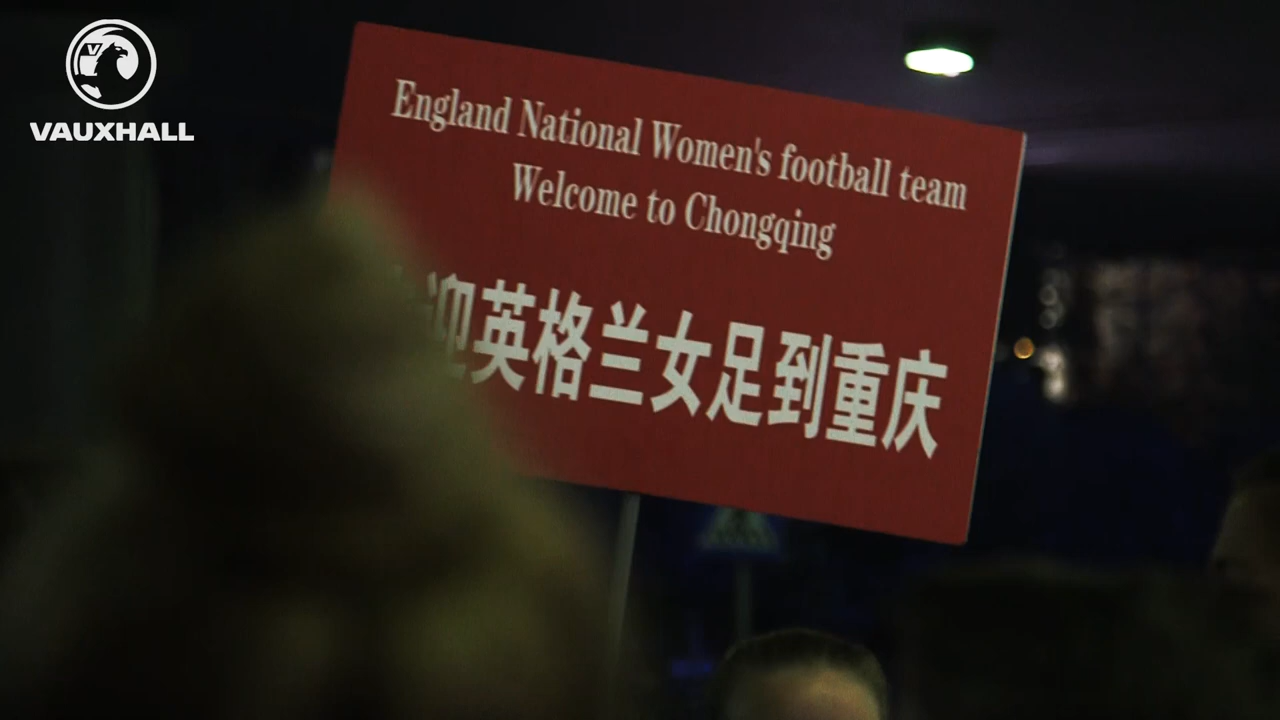 VAUXHALL
England National Women's football team
Welcome to Chongqing
迎英格兰女足到重庆